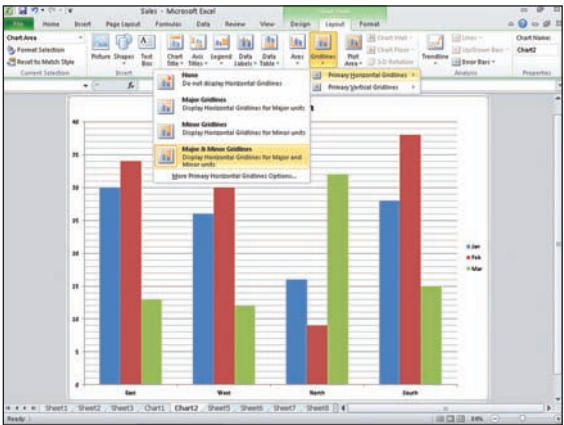 Sales - Microsoft Excel
Home Insert Page Layout Formulas Data Review View Design Layout Format
Chart Area
Format Selection
Reset to Match Style
Current Selection
Picture Shapes Text Box
Insert
Chart Title Axis Titles Legend Data Labels Data Table
Axes Gridlines
Plot Area
Chart Wall
Chart Floor
3-D Rotation
Trendline
Lines
Up/Down Bars
Error Bars
Analysis
Chart Name:
Chart2
Properties
Primary Horizontal Gridlines
Primary Vertical Gridlines
None
Do not display Horizontal Gridlines
Major Gridlines
Display Horizontal Gridlines for Major units
Minor Gridlines
Display Horizontal Gridlines for Minor units
Major & Minor Gridlines
Display Horizontal Gridlines for Major and
Minor units
More Primary Horizontal Gridlines Options...
40
35
30
25
20
15
10
5
0
East West North South
Jan
Feb
Mar
Sheet1 Sheet2 Sheet3 Chart1 Chart2 Sheet5 Sheet6 Sheet7 Sheet8
Ready